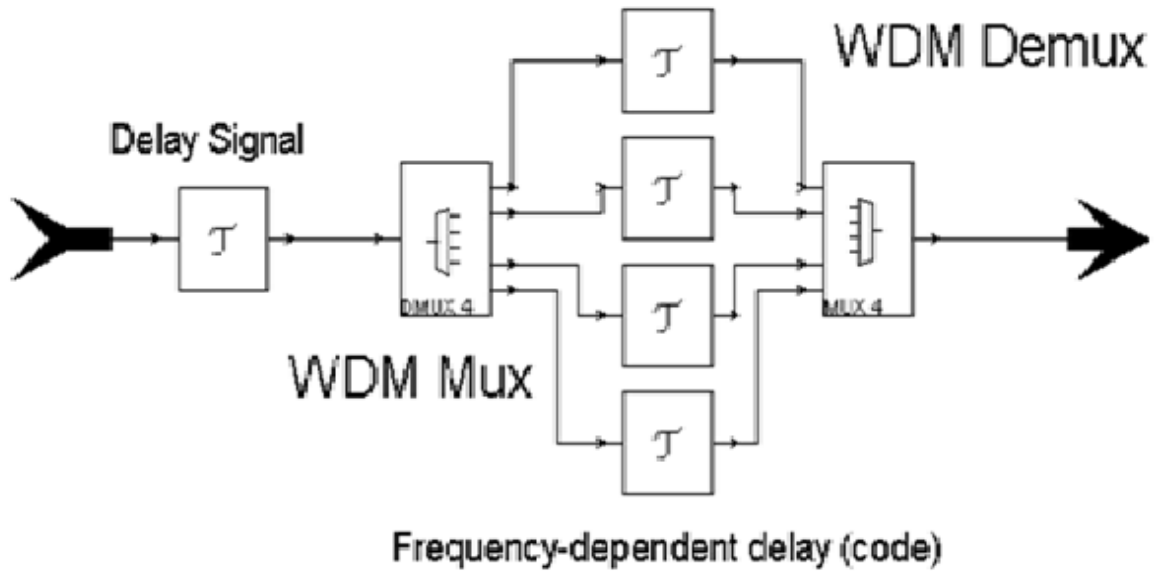 WDM Demux
Delay Signal
τ
τ
τ
τ
τ
DMUX 4
MUX 4
WDM Mux
Frequency-dependent delay (code)